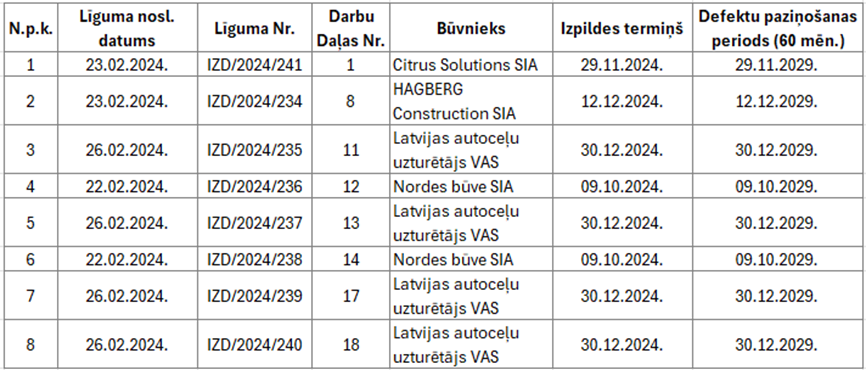 N.p.k. Līguma nosl. datums Līguma Nr. Darbu Daļas Nr. Būvnieks Izpildes termiņš Defektu paziņošanas periods (60 mēn.)
1 23.02.2024. IZD/2024/241 1 Citrus Solutions SIA 29.11.2024. 29.11.2029.
2 23.02.2024. IZD/2024/234 8 HAGBERG Construction SIA 12.12.2024. 12.12.2029.
3 26.02.2024. IZD/2024/235 11 Latvijas autoceļu uzturētājs VAS 30.12.2024. 30.12.2029.
4 22.02.2024. IZD/2024/236 12 Nordes būve SIA 09.10.2024. 09.10.2029.
5 26.02.2024. IZD/2024/237 13 Latvijas autoceļu uzturētājs VAS 30.12.2024. 30.12.2029.
6 22.02.2024. IZD/2024/238 14 Nordes būve SIA 09.10.2024. 09.10.2029.
7 26.02.2024. IZD/2024/239 17 Latvijas autoceļu uzturētājs VAS 30.12.2024. 30.12.2029.
8 26.02.2024. IZD/2024/240 18 Latvijas autoceļu uzturētājs VAS 30.12.2024. 30.12.2029.